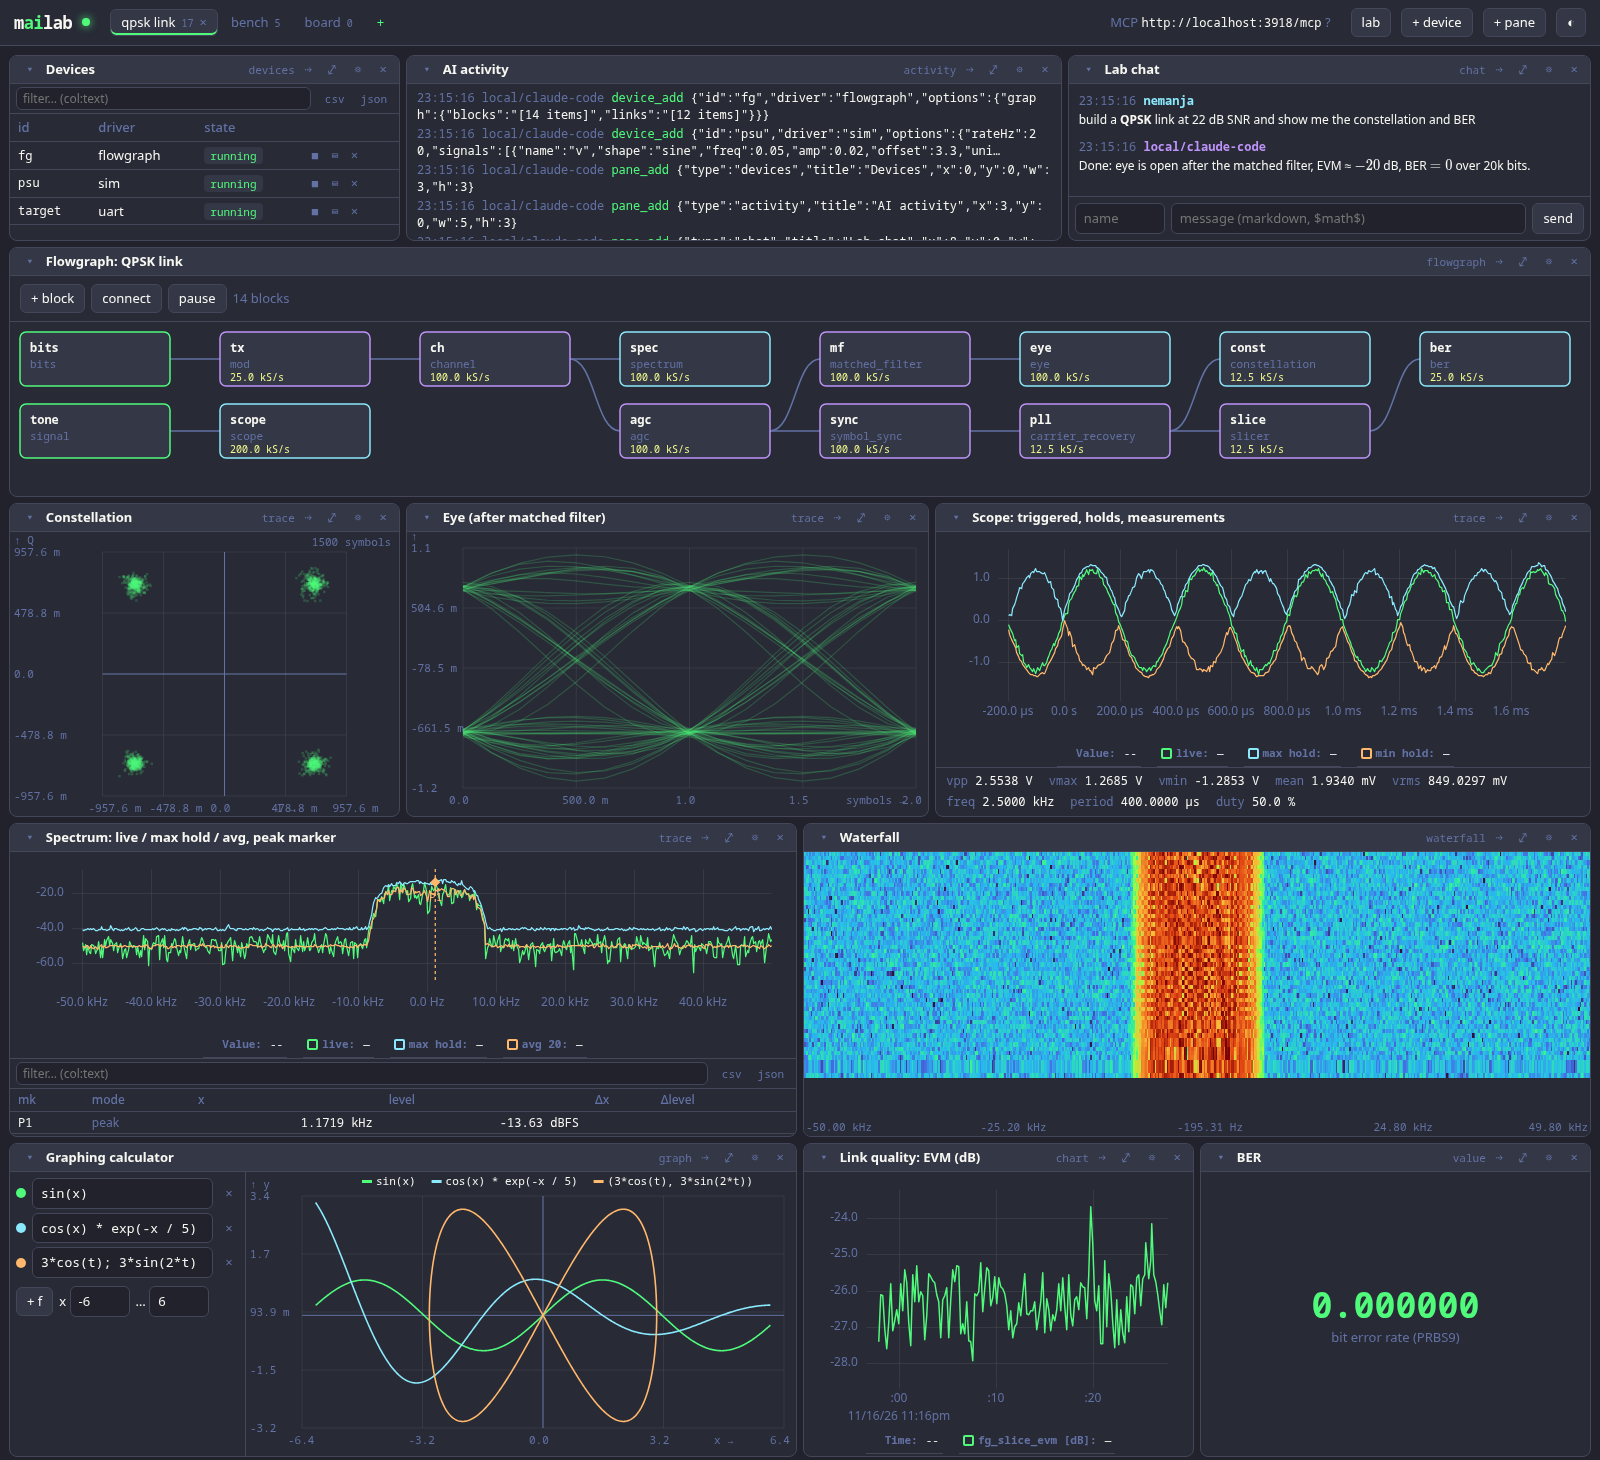 mailab
qpsk link 17 ×
bench 5
board 0
+
MCP http://localhost:3918/mcp ?
lab
+ device
+ pane
Devices
devices
filter... (col:text)
csv json
id driver state
fg flowgraph running
psu sim running
target uart running
AI activity
activity
23:15:16 local/claude-code device_add {"id":"fg","driver":"flowgraph","options":{"grap
h":{"blocks":"[14 items]","links":"[12 items]"}}}
23:15:16 local/claude-code device_add {"id":"psu","driver":"sim","options":{"rateHz":2
0,"signals":[{"name":"v","shape":"sine","freq":0.05,"amp":0.02,"offset":3.3,"uni…
23:15:16 local/claude-code pane_add {"type":"devices","title":"Devices","x":0,"y":0,"w":
3,"h":3}
23:15:16 local/claude-code pane_add {"type":"activity","title":"AI activity","x":3,"y":
0,"w":5,"h":3}
Lab chat
chat
23:15:16 nemanja
build a QPSK link at 22 dB SNR and show me the constellation and BER
23:15:16 local/claude-code
Done: eye is open after the matched filter, EVM ≈ −20 dB, BER = 0 over 20k bits.
name
message (markdown, $math$)
send
Flowgraph: QPSK link
flowgraph
+ block
connect
pause
14 blocks
bits
bits
tx
mod
25.0 kS/s
ch
channel
100.0 kS/s
spec
spectrum
100.0 kS/s
mf
matched_filter
100.0 kS/s
eye
eye
100.0 kS/s
const
constellation
12.5 kS/s
ber
ber
25.0 kS/s
tone
signal
scope
scope
200.0 kS/s
agc
agc
100.0 kS/s
sync
symbol_sync
100.0 kS/s
pll
carrier_recovery
12.5 kS/s
slice
slicer
12.5 kS/s
Constellation
trace
↑ Q
1500 symbols
957.6 m
478.8 m
0.0
-478.8 m
-957.6 m
-957.6 m -478.8 m 0.0 478.8 m 957.6 m
Eye (after matched filter)
trace
↑
1.1
504.6 m
-78.5 m
-661.5 m
-1.2
0.0 500.0 m 1.0 1.5 symbols 2.0
Scope: triggered, holds, measurements
trace
1.0
0.0
-1.0
-200.0 µs 0.0 s 200.0 µs 400.0 µs 600.0 µs 800.0 µs 1.0 ms 1.2 ms 1.4 ms 1.6 ms
Value: -- live: — max hold: — min hold: —
vpp 2.5538 V vmax 1.2685 V vmin -1.2853 V mean 1.9340 mV vrms 849.0297 mV
freq 2.5000 kHz period 400.0000 µs duty 50.0 %
Spectrum: live / max hold / avg, peak marker
trace
-20.0
-40.0
-60.0
-50.0 kHz -40.0 kHz -30.0 kHz -20.0 kHz -10.0 kHz 0.0 Hz 10.0 kHz 20.0 kHz 30.0 kHz 40.0 kHz
Value: -- live: — max hold: — avg 20: —
filter... (col:text)
csv json
mk mode x level Δx Δlevel
P1 peak 1.1719 kHz -13.63 dBFS
Waterfall
waterfall
-50.00 kHz -25.20 kHz -195.31 Hz 24.80 kHz 49.80 kHz
Graphing calculator
graph
sin(x)
cos(x) * exp(-x / 5)
3*cos(t); 3*sin(2*t)
+ f x -6 ... 6
↑ y
sin(x) cos(x) * exp(-x / 5) (3*cos(t), 3*sin(2*t))
3.4
1.7
93.9 m
-1.5
-3.2
-6.4 -3.2 0.0 3.2 x → 6.4
Link quality: EVM (dB)
chart
-24.0
-25.0
-26.0
-27.0
-28.0
:00 :10 :20
11/16/26 11:16pm
Time: -- fg_slice_evm [dB]: —
BER
value
0.000000
bit error rate (PRBS9)